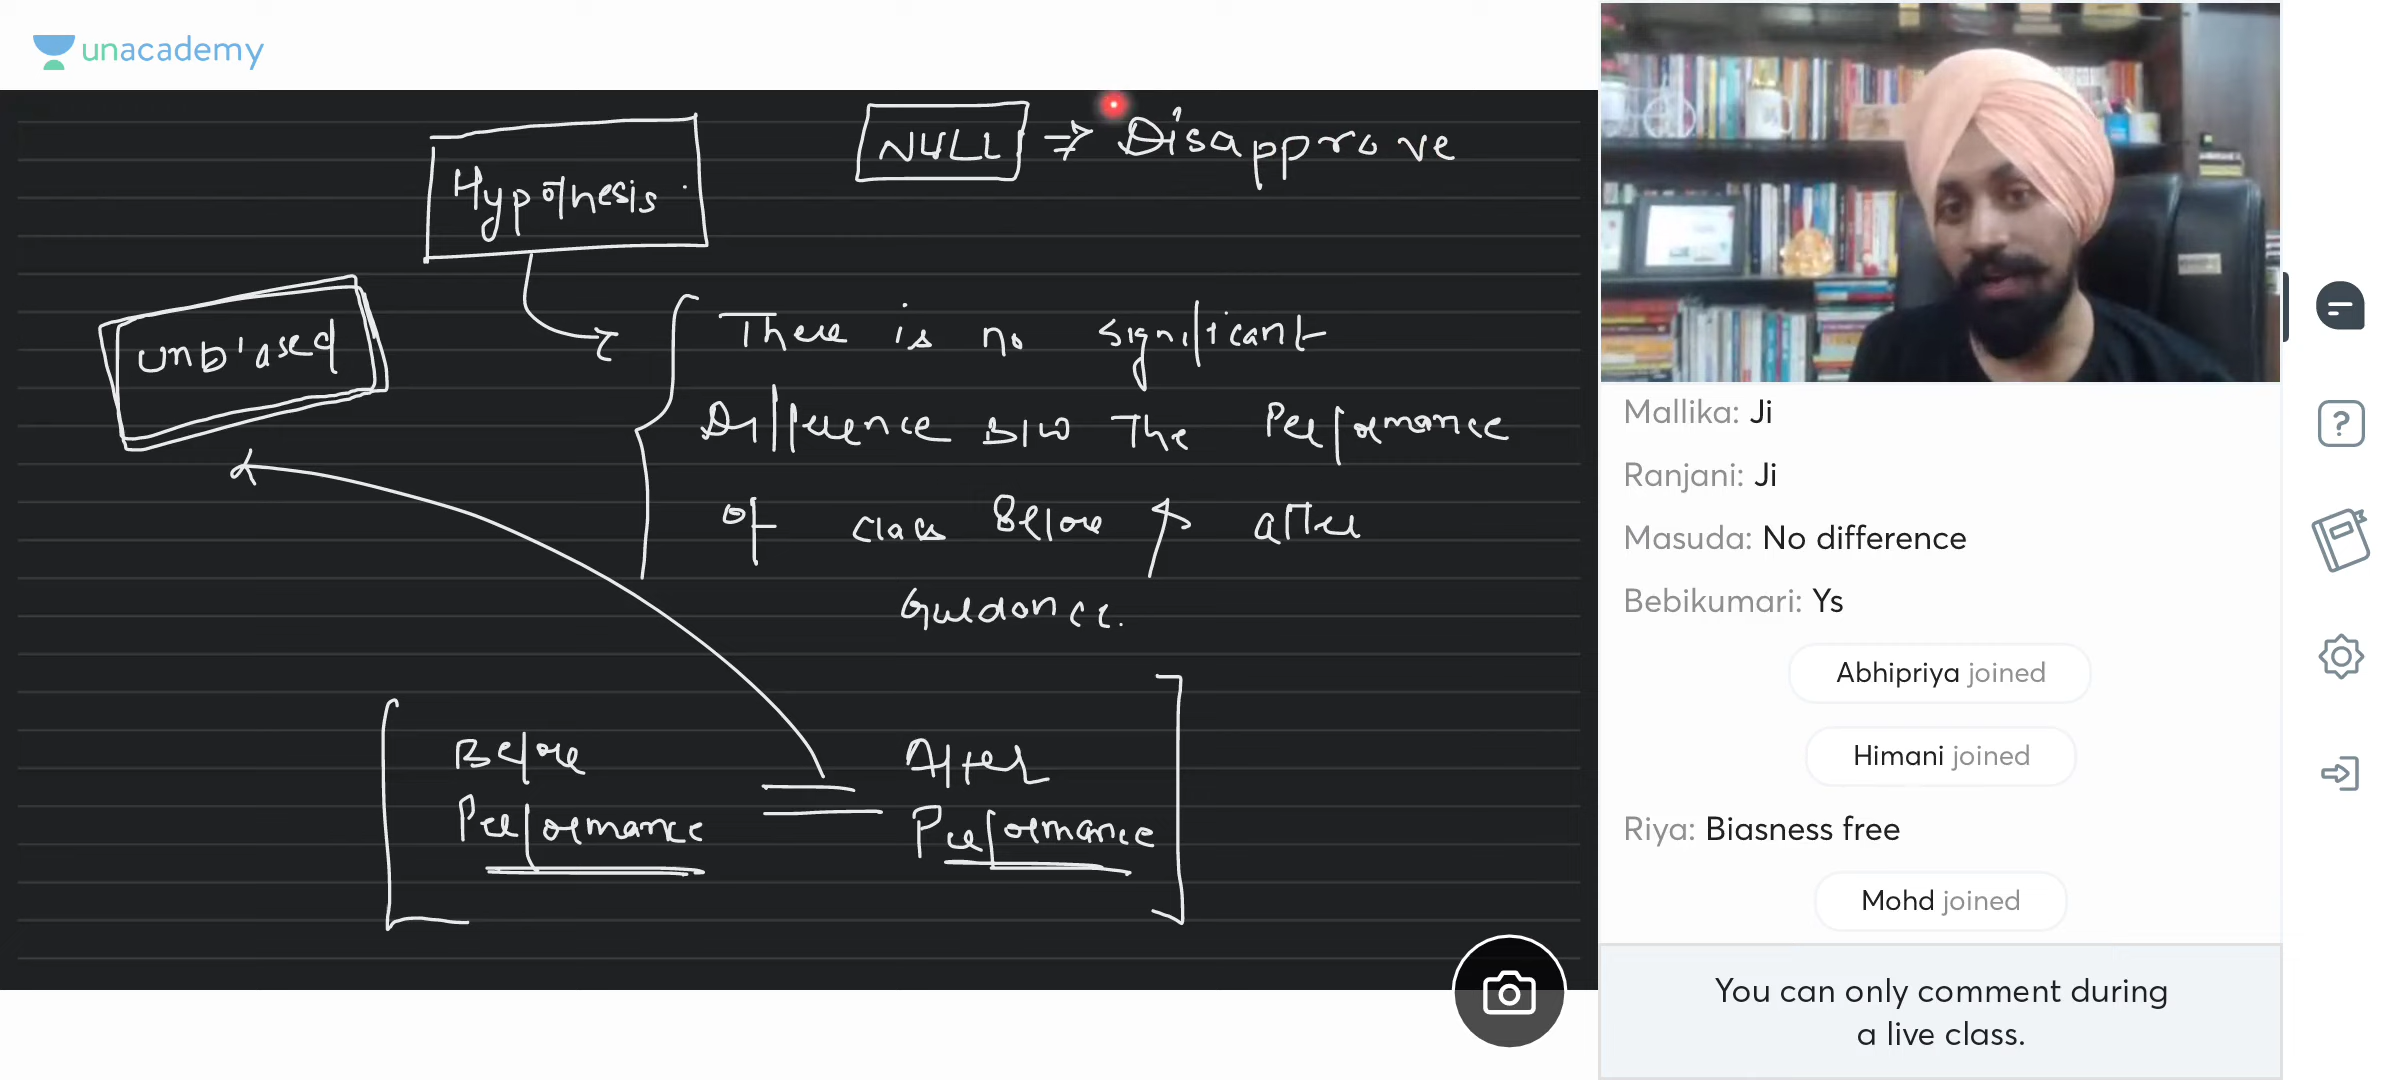 unacademy
NULL ⇒ Disapprove
Hypothesis
unbiased
There is no significant
Difference B/w The Performance
of class Before & after
Guidance.
Before
Performance
=
After
Performance
Mallika: Ji
Ranjani: Ji
Masuda: No difference
Bebikumari: Ys
Abhipriya joined
Himani joined
Riya: Biasness free
Mohd joined
You can only comment during
a live class.